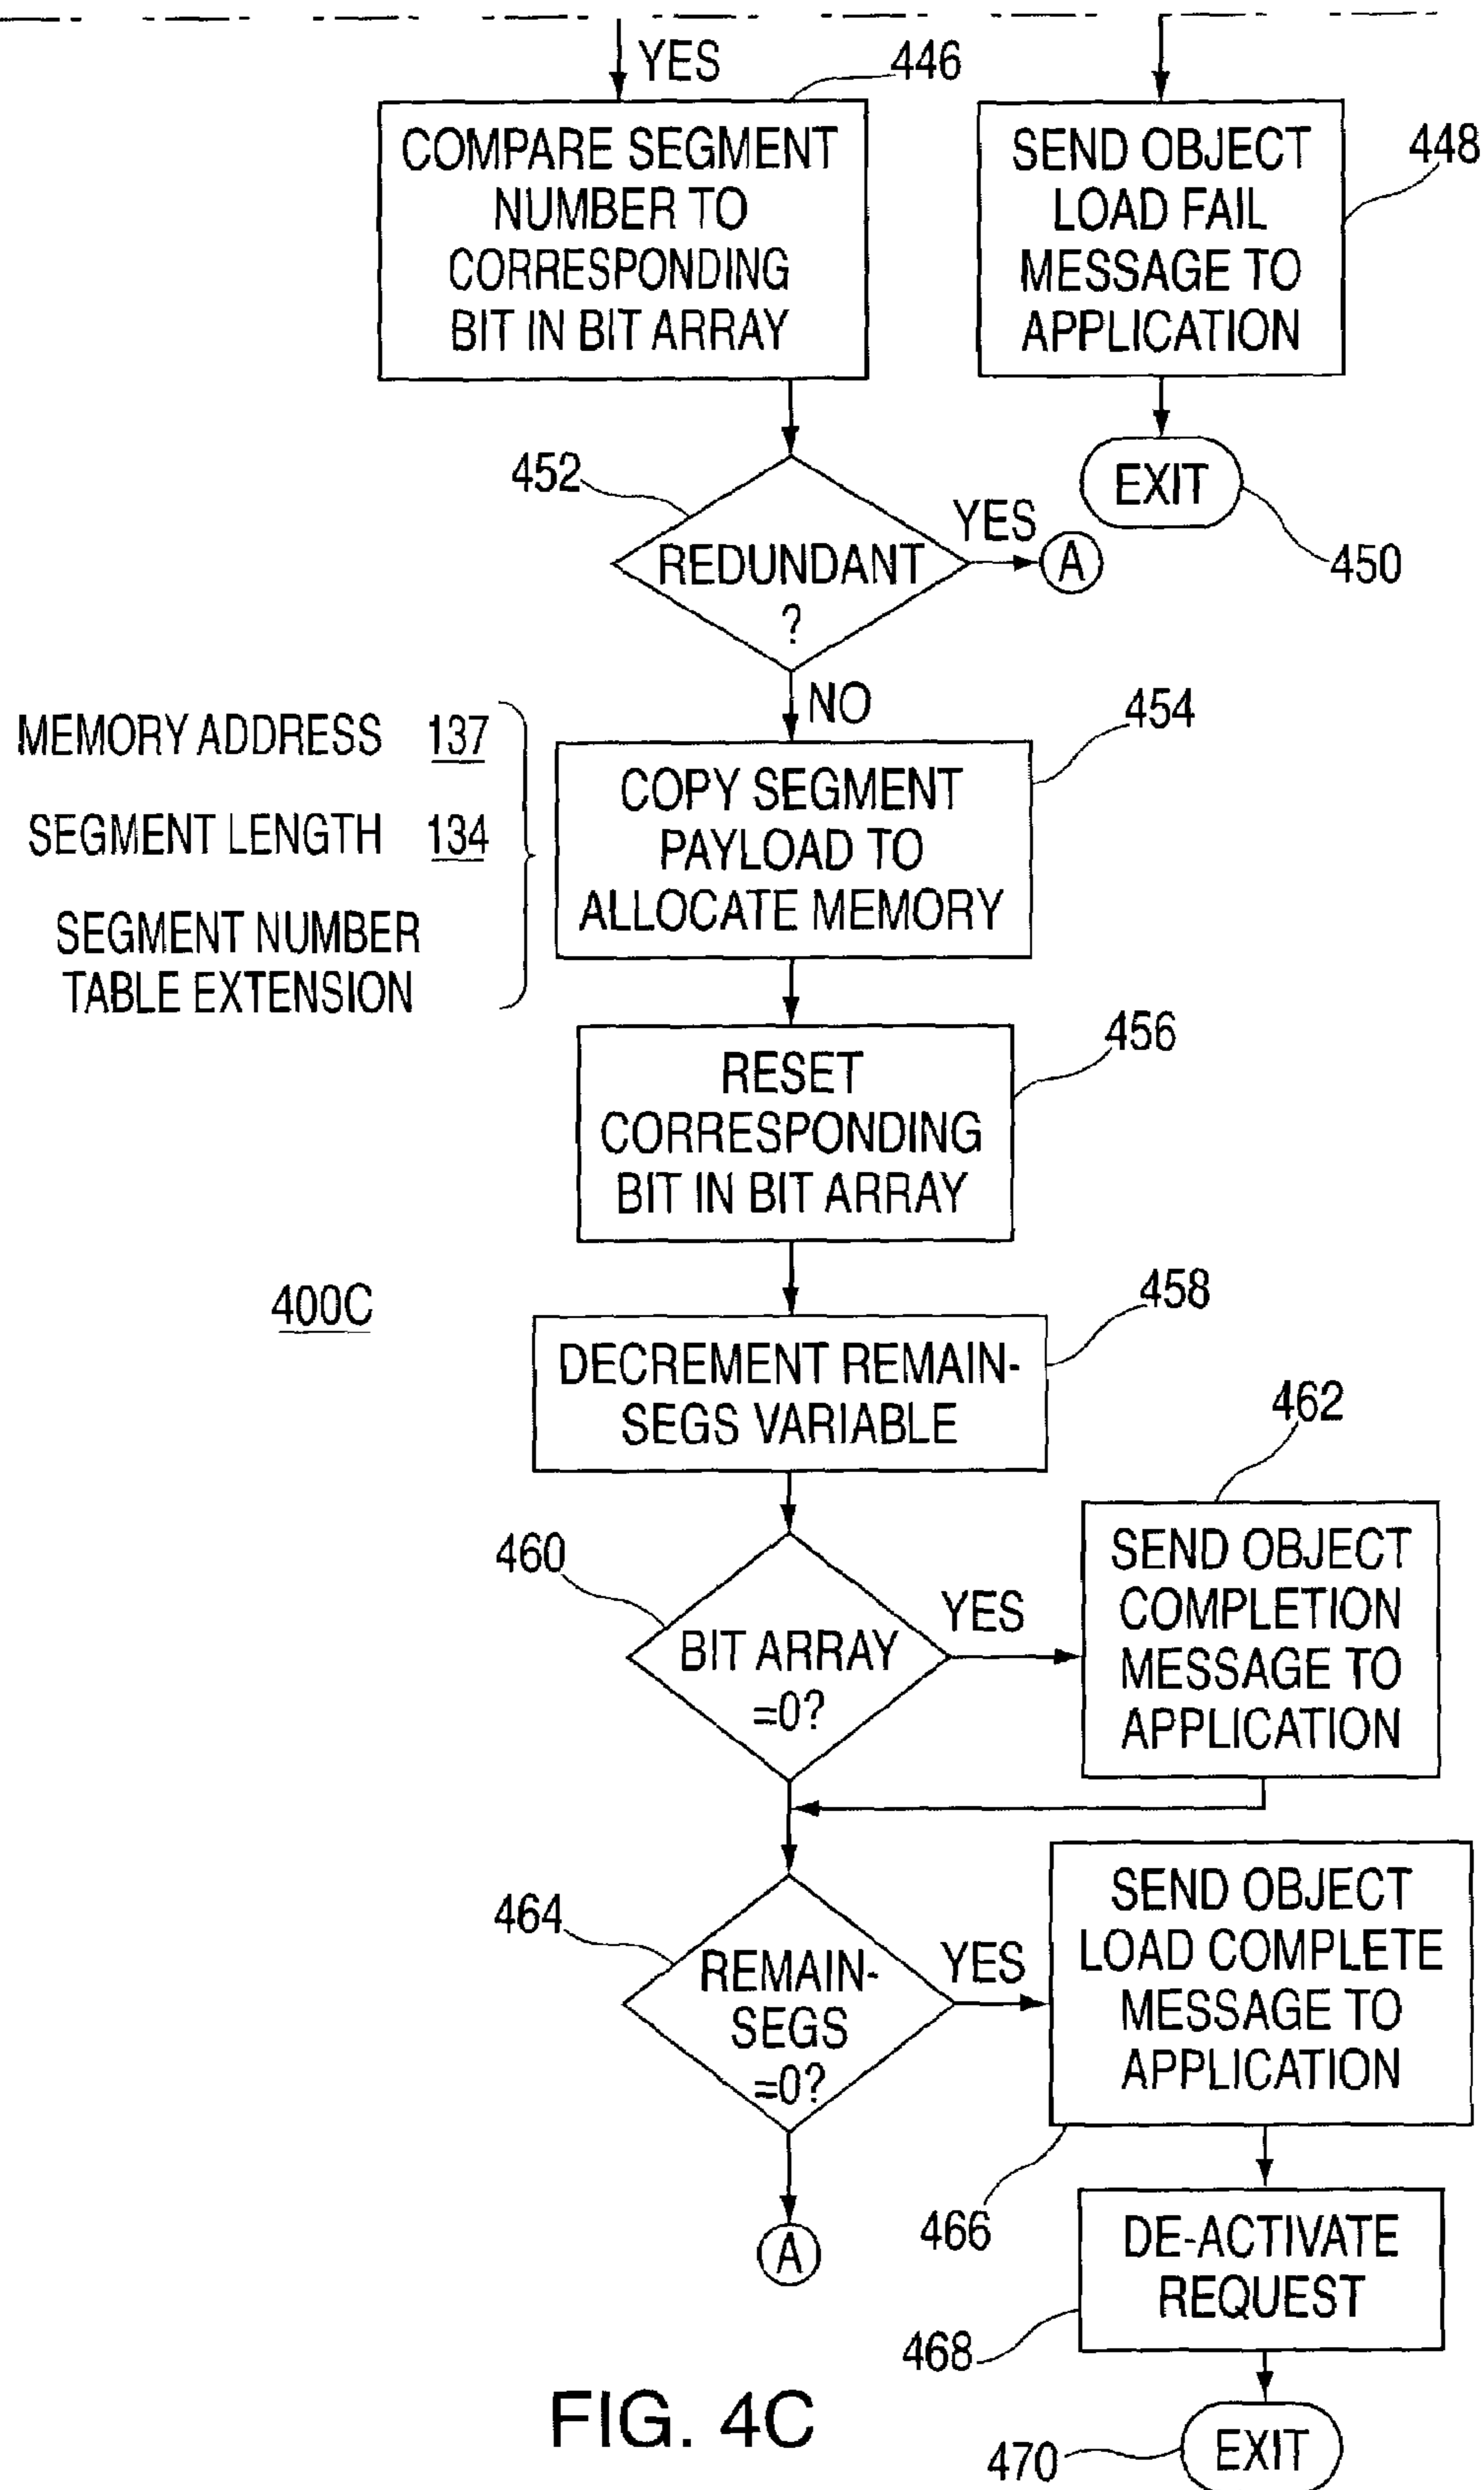 YES
446
COMPARE SEGMENT
NUMBER TO
CORRESPONDING
BIT IN BIT ARRAY
SEND OBJECT
LOAD FAIL
MESSAGE TO
APPLICATION
448
452
REDUNDANT
?
YES
A
EXIT
450
NO
MEMORY ADDRESS 137
SEGMENT LENGTH 134
SEGMENT NUMBER
TABLE EXTENSION
454
COPY SEGMENT
PAYLOAD TO
ALLOCATE MEMORY
456
RESET
CORRESPONDING
BIT IN BIT ARRAY
400C
458
DECREMENT REMAIN-
SEGS VARIABLE
462
460
BIT ARRAY
=0?
YES
SEND OBJECT
COMPLETION
MESSAGE TO
APPLICATION
464
REMAIN-
SEGS
=0?
YES
SEND OBJECT
LOAD COMPLETE
MESSAGE TO
APPLICATION
466
A
DE-ACTIVATE
REQUEST
468
EXIT
470
FIG. 4C